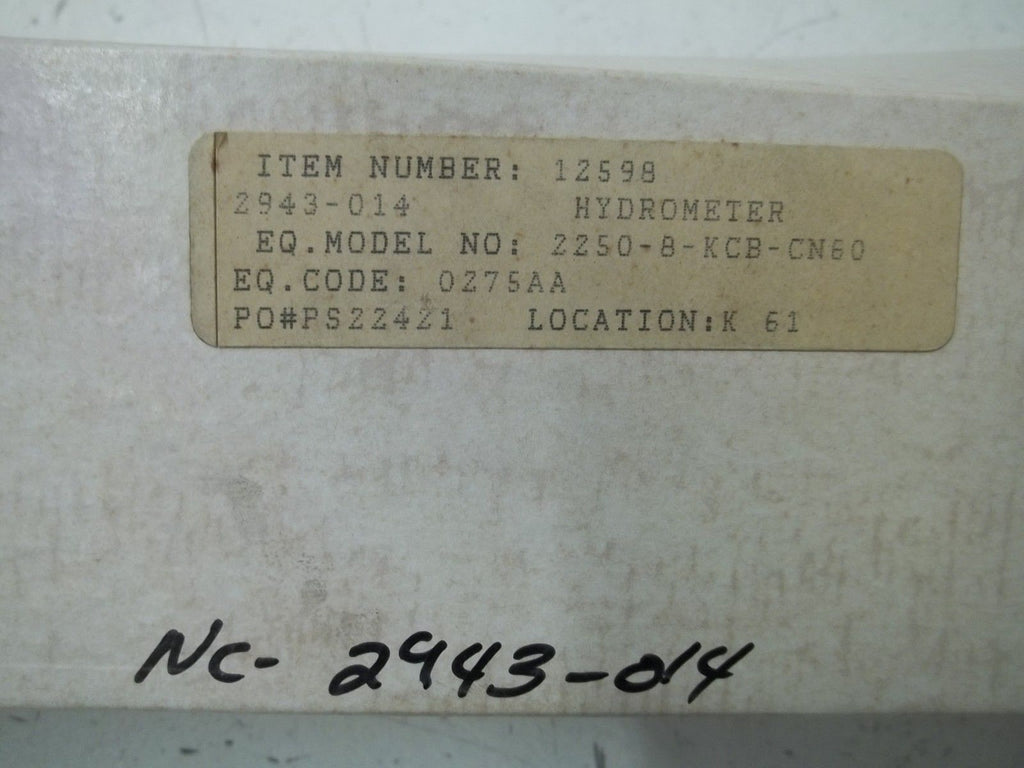 ITEM NUMBER: 12598
2943-014 HYDROMETER
EQ.MODEL NO: 2250-8-KCB-CN60
EQ.CODE: 0275AA
PO#PS22421 LOCATION:K 61
NC- 2943-014